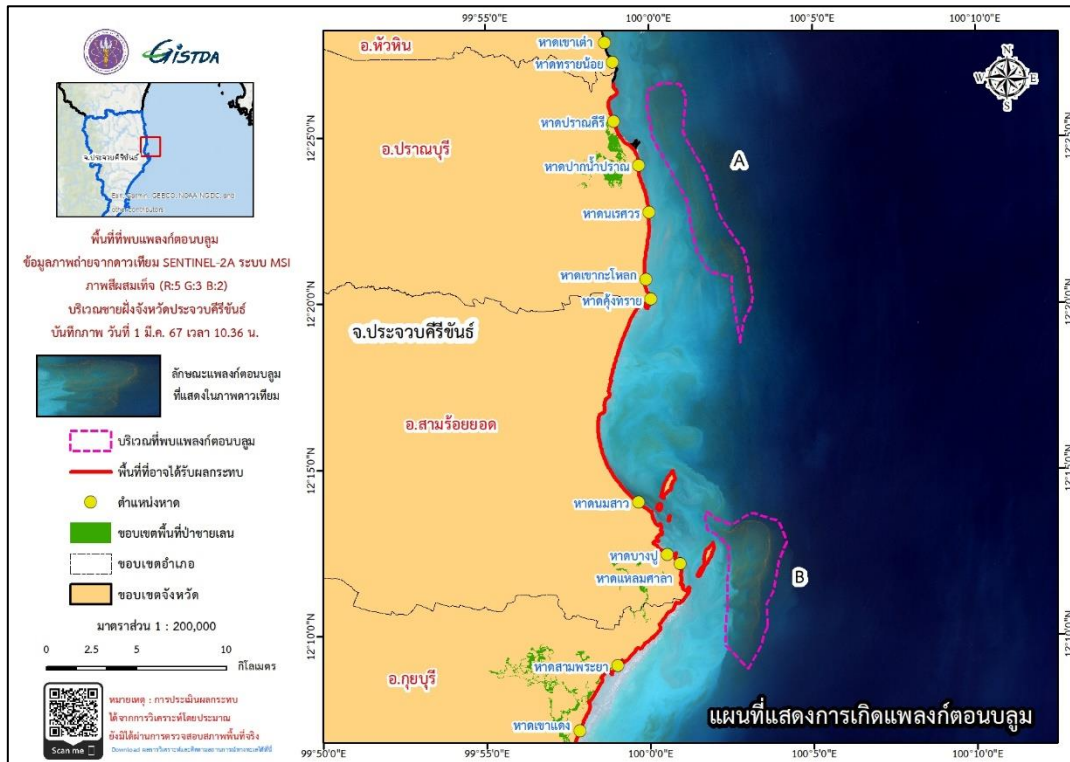 GISTDA
จ.ประจวบคีรีขันธ์
Esri, Garmin, GEBCO, NOAA NGDC, and
other contributors
พื้นที่ที่พบแพลงก์ตอนบลูม
ข้อมูลภาพถ่ายจากดาวเทียม SENTINEL-2A ระบบ MSI
ภาพสีผสมเท็จ (R:5 G:3 B:2)
บริเวณชายฝั่งจังหวัดประจวบคีรีขันธ์
บันทึกภาพ วันที่ 1 มี.ค. 67 เวลา 10.36 น.
ลักษณะแพลงก์ตอนบลูม
ที่แสดงในภาพดาวเทียม
บริเวณที่พบแพลงก์ตอนบลูม
พื้นที่ที่อาจได้รับผลกระทบ
ตำแหน่งหาด
ขอบเขตพื้นที่ป่าชายเลน
ขอบเขตอำเภอ
ขอบเขตจังหวัด
มาตราส่วน 1 : 200,000
0 2.5 5 10
กิโลเมตร
Scan me
หมายเหตุ : การประเมินผลกระทบ
ได้จากการวิเคราะห์โดยประมาณ
ยังมิได้ผ่านการตรวจสอบสภาพพื้นที่จริง
99°55'0"E 100°0'0"E 100°5'0"E 100°10'0"E
N
W E
S
12°25'0"N
12°20'0"N
12°15'0"N
12°10'0"N
12°25'0"N
12°20'0"N
12°15'0"N
12°10'0"N
อ.หัวหิน
หาดเขาเต่า
หาดทรายน้อย
หาดปราณคีรี
อ.ปราณบุรี
A
หาดปากน้ำปราณ
หาดนเรศวร
หาดเขากะโหลก
หาดคุ้งทราย
จ.ประจวบคีรีขันธ์
อ.สามร้อยยอด
หาดนมสาว
หาดบางปู
หาดแหลมศาลา
B
หาดสามพระยา
อ.กุยบุรี
หาดเขาแดง
แผนที่แสดงการเกิดแพลงก์ตอนบลูม
99°50'0"E 99°55'0"E 100°0'0"E 100°5'0"E 100°10'0"E